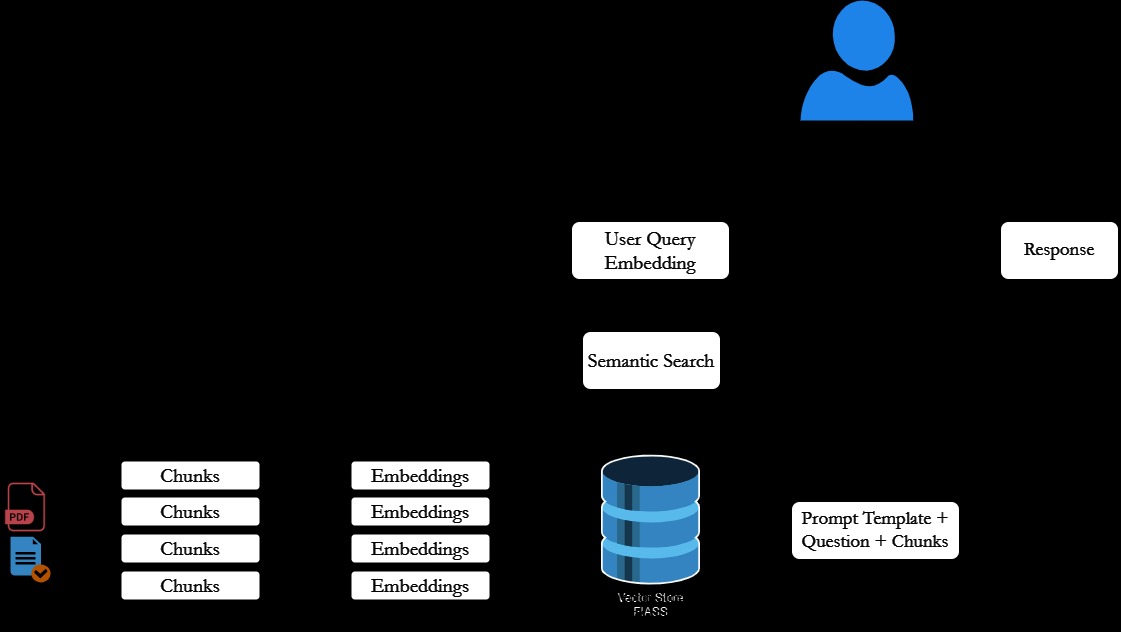 User Query
Embedding
Response
Semantic Search
Chunks
Embeddings
Chunks
Embeddings
Chunks
Embeddings
Chunks
Embeddings
PDF
Prompt Template +
Question + Chunks
Vector Store
FIASS